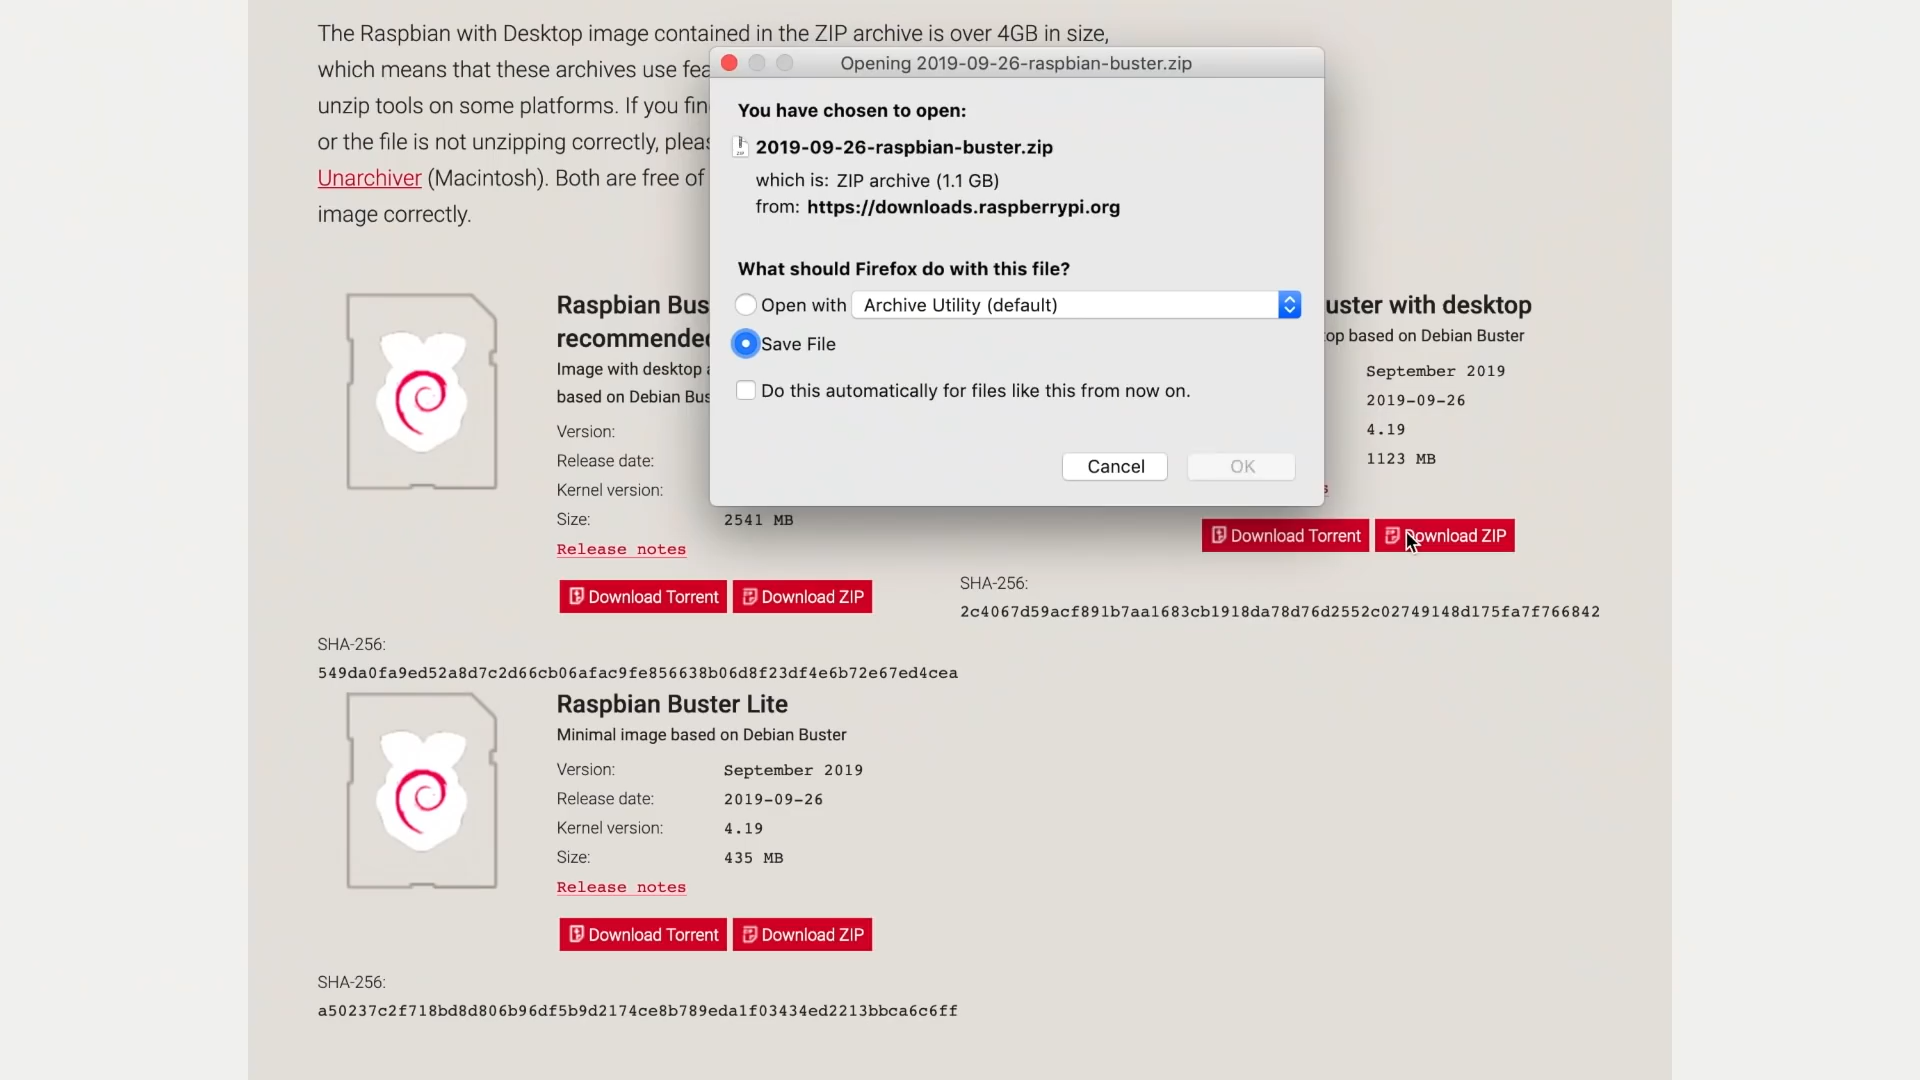 The Raspbian with Desktop image contained in the ZIP archive is over 4GB in size,
which means that these archives use
unzip tools on some platforms. If you
or the file is not unzipping correctly,
Unarchiver (Macintosh). Both are free of
image correctly.
Opening 2019-09-26-raspbian-buster.zip
You have chosen to open:
2019-09-26-raspbian-buster.zip
which is: ZIP archive (1.1 GB)
from: https://downloads.raspberrypi.org
What should Firefox do with this file?
Open with Archive Utility (default)
Save File
Do this automatically for files like this from now on.
Cancel OK
Raspbian
recommended
Image with desktop
based on Debian
Version:
Release date:
Kernel version:
Size: 2541 MB
Release notes
Download Torrent Download ZIP
SHA-256:
549da0fa9ed52a8d7c2d66cb06afac9fe856638b06d8f23df4e6b72e67ed4cea
with desktop
based on Debian Buster
September 2019
2019-09-26
4.19
1123 MB
Download Torrent Download ZIP
SHA-256:
2c4067d59acf891b7aa1683cb1918da78d76d2552c02749148d175fa7f766842
Raspbian Buster Lite
Minimal image based on Debian Buster
Version: September 2019
Release date: 2019-09-26
Kernel version: 4.19
Size: 435 MB
Release notes
Download Torrent Download ZIP
SHA-256:
a50237c2f718bd8d806b96df5b9d2174ce8b789eda1f03434ed2213bbca6c6ff